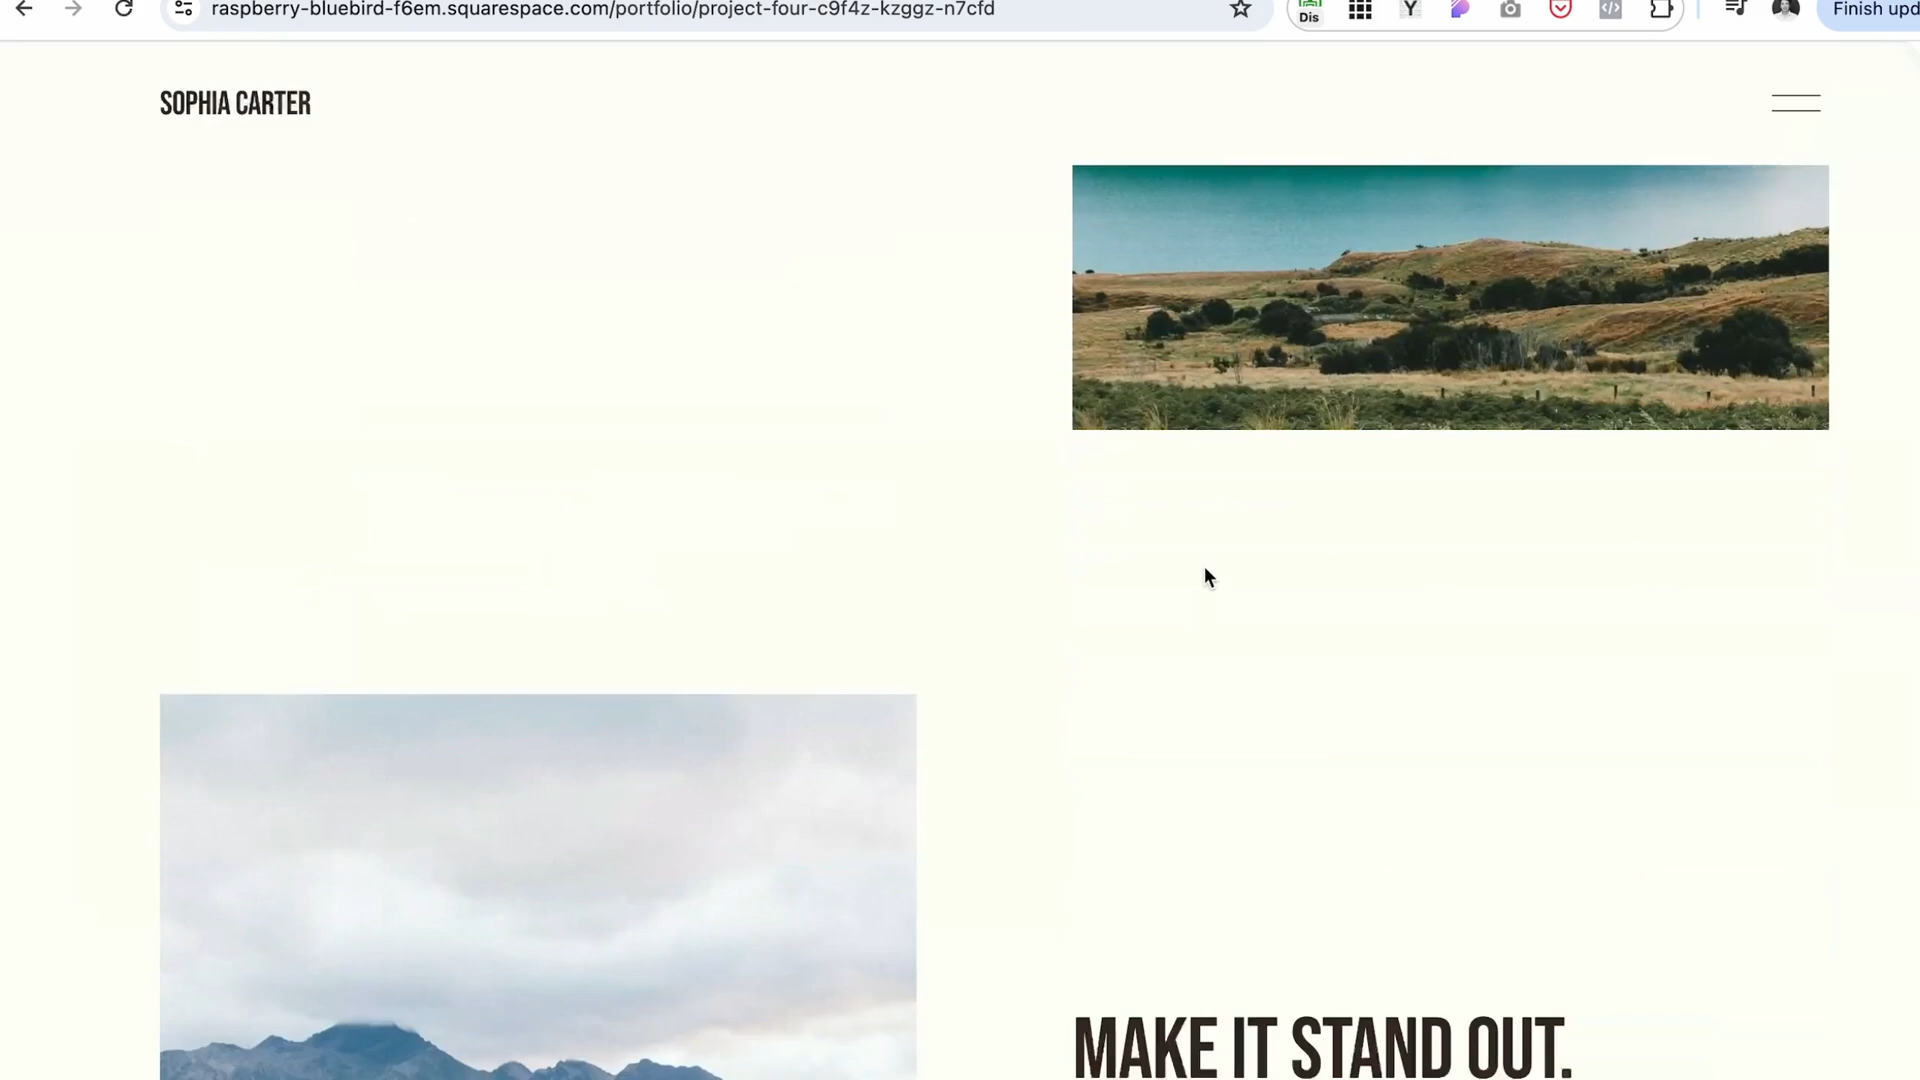 raspberry-bluebird-f6em.squarespace.com/portfolio/project-four-c9f4z-kzggz-n7cfd
Dis
Y
</>
Finish upd
SOPHIA CARTER
MAKE IT STAND OUT.